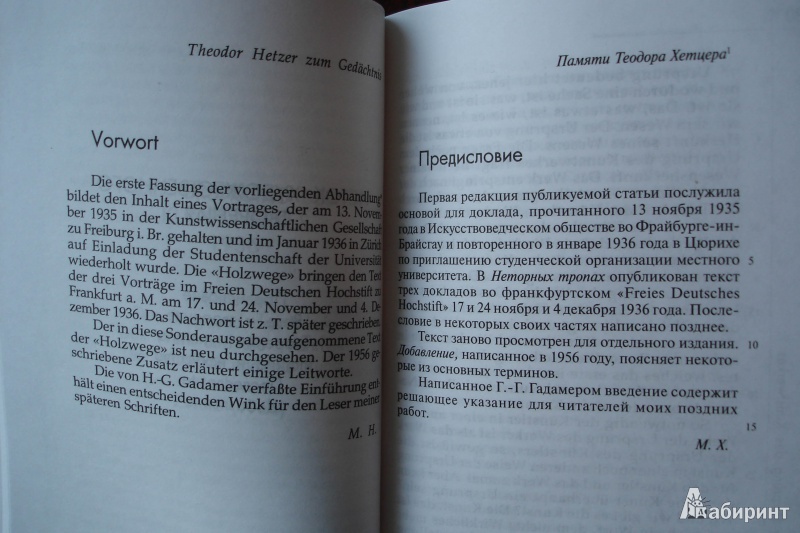 Theodor Hetzer zum Gedächtnis
Vorwort
Die erste Fassung der vorliegenden Abhandlung
bildet den Inhalt eines Vortrages, der am 13. Novem-
ber 1935 in der Kunstwissenschaftlichen Gesellschaft
zu Freiburg i. Br. gehalten und im Januar 1936 in Zürich
auf Einladung der Studentenschaft der Universität
wiederholt wurde. Die «Holzwege» bringen den Text
der drei Vorträge im Freien Deutschen Hochstift zu
Frankfurt a. M. am 17. und 24. November und 4. De-
zember 1936. Das Nachwort ist z. T. später geschrieben.
Der in diese Sonderausgabe aufgenommene Text
der «Holzwege» ist neu durchgesehen. Der 1956 ge-
schriebene Zusatz erläutert einige Leitworte.
Die von H.-G. Gadamer verfaßte Einführung ent-
hält einen entscheidenden Wink für den Leser meiner
späteren Schriften.
M. H.
Памяти Теодора Хетцера¹
Предисловие
Первая редакция публикуемой статьи послужила
основой для доклада, прочитанного 13 ноября 1935
года в Искусствоведческом обществе во Фрайбурге-ин-
Брайсгау и повторенного в январе 1936 года в Цюрихе
по приглашению студенческой организации местного 5
университета. В Неторных тропах опубликован текст
трех докладов во франкфуртском «Freies Deutsches
Hochstift» 17 и 24 ноября и 4 декабря 1936 года. После-
словие в некоторых своих частях написано позднее.
Текст заново просмотрен для отдельного издания. 10
Добавление, написанное в 1956 году, поясняет некото-
рые из основных терминов.
Написанное Г.-Г. Гадамером введение содержит
решающее указание для читателей моих поздних
работ. 15
М. Х.
Лабиринт